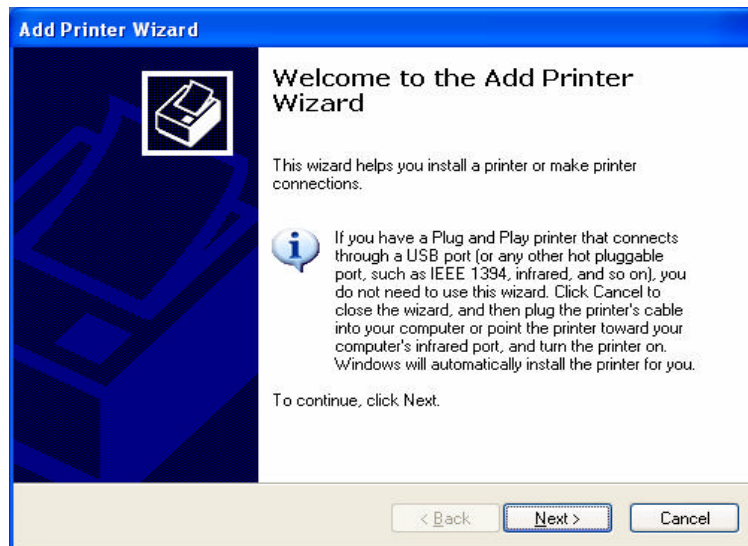 Add Printer Wizard
Welcome to the Add Printer
Wizard
This wizard helps you install a printer or make printer
connections.
If you have a Plug and Play printer that connects
through a USB port (or any other hot pluggable
port, such as IEEE 1394, infrared, and so on), you
do not need to use this wizard. Click Cancel to
close the wizard, and then plug the printer's cable
into your computer or point the printer toward your
computer's infrared port, and turn the printer on.
Windows will automatically install the printer for you.
To continue, click Next.
< Back Next > Cancel